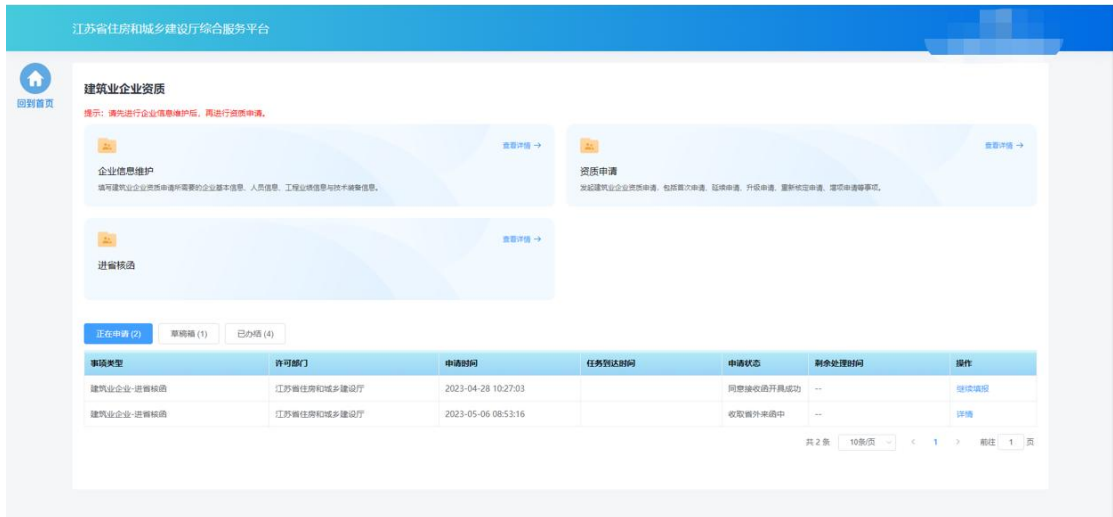 江苏省住房和城乡建设厅综合服务平台
回到首页
建筑业企业资质
提示：请先进行企业信息维护后，再进行资质申请。
查看详情 →
企业信息维护
填写建筑业企业资质申请所需要的企业基本信息、人员信息、工程业绩信息与技术装备信息。
查看详情 →
资质申请
发起建筑业企业资质申请，包括首次申请、延续申请、升级申请、重新核定申请、增项申请等事项。
查看详情 →
进省核函
正在申请 (2) 草稿箱 (1) 已办结 (4)
事项类型 许可部门 申请时间 任务到达时间 申请状态 剩余处理时间 操作
建筑业企业-进省核函 江苏省住房和城乡建设厅 2023-04-28 10:27:03 同意接收函开具成功 -- 继续填报
建筑业企业-进省核函 江苏省住房和城乡建设厅 2023-05-06 08:53:16 收取省外来函中 -- 详情
共 2 条 10条/页 < 1 > 前往 1 页